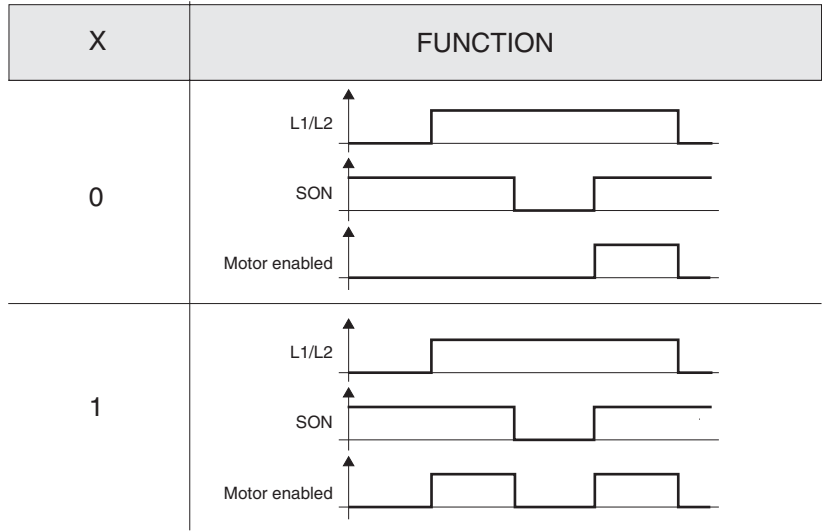 X FUNCTION
0
L1/L2
SON
Motor enabled
1
L1/L2
SON
Motor enabled